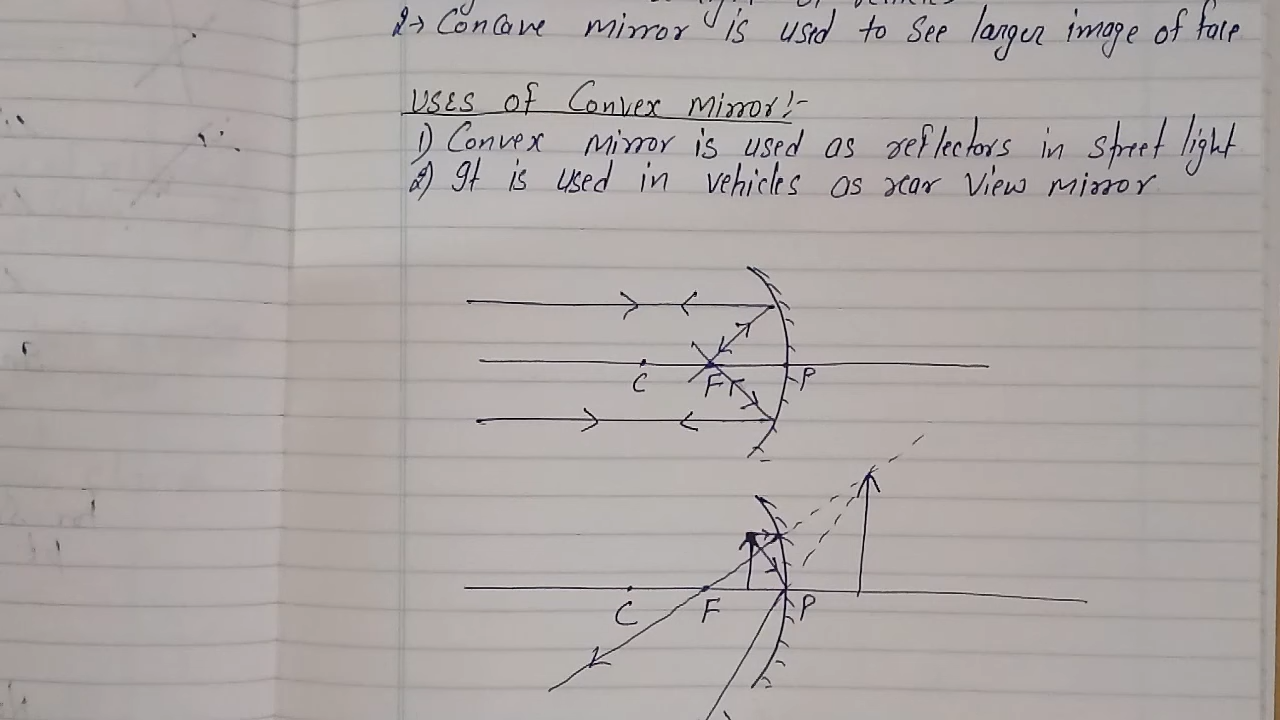 2→ Concave mirror is used to see larger image of face
Uses of Convex Mirror:-
1) Convex mirror is used as reflectors in street light
2) It is used in vehicles as rear view mirror
C F P
C F P